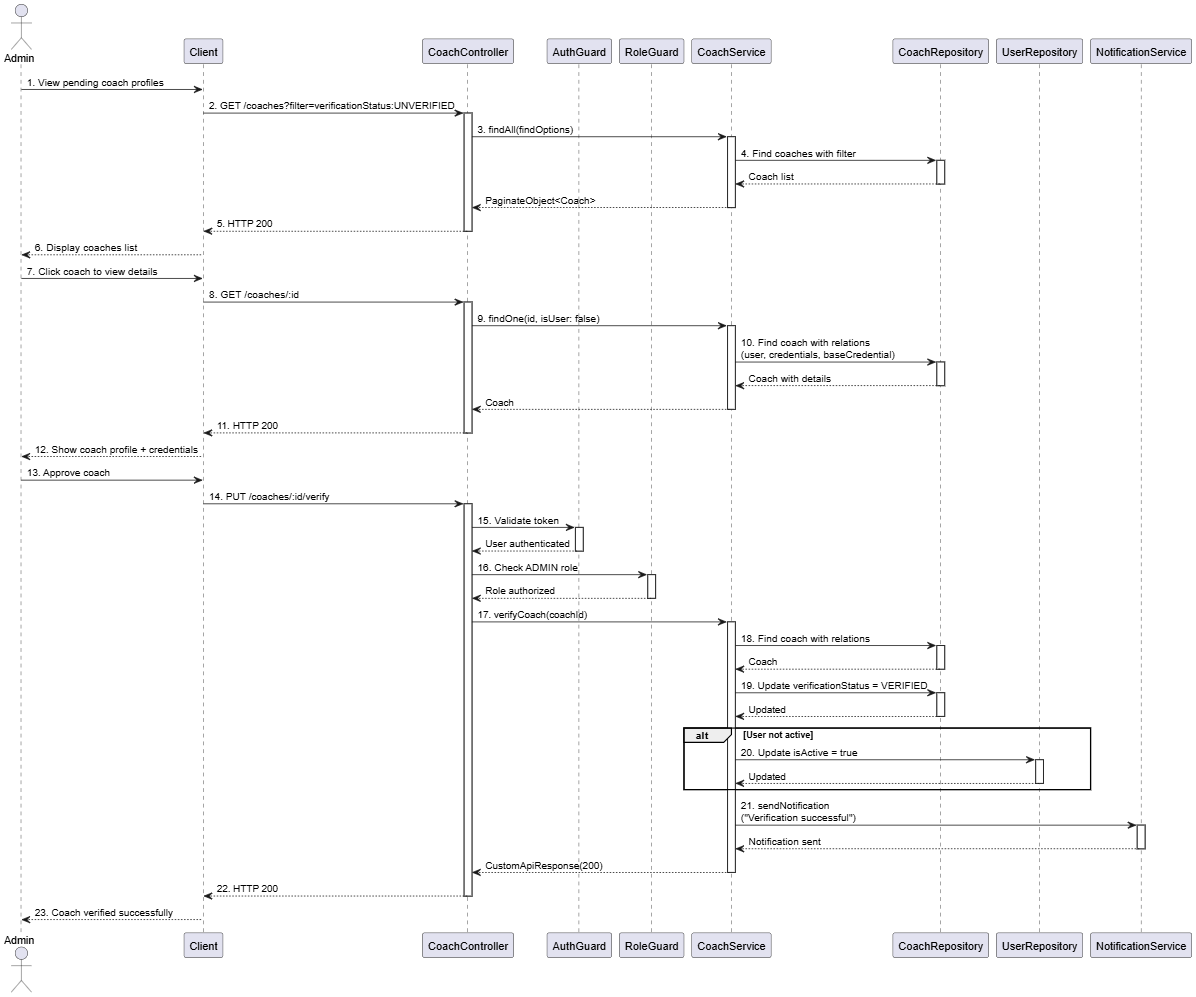 Admin
Client
CoachController
AuthGuard
RoleGuard
CoachService
CoachRepository
UserRepository
NotificationService
1. View pending coach profiles
2. GET /coaches?filter=verificationStatus:UNVERIFIED
3. findAll(findOptions)
4. Find coaches with filter
Coach list
PaginateObject<Coach>
5. HTTP 200
6. Display coaches list
7. Click coach to view details
8. GET /coaches/:id
9. findOne(id, isUser: false)
10. Find coach with relations
(user, credentials, baseCredential)
Coach with details
Coach
11. HTTP 200
12. Show coach profile + credentials
13. Approve coach
14. PUT /coaches/:id/verify
15. Validate token
User authenticated
16. Check ADMIN role
Role authorized
17. verifyCoach(coachId)
18. Find coach with relations
Coach
19. Update verificationStatus = VERIFIED
Updated
alt
[User not active]
20. Update isActive = true
Updated
21. sendNotification
("Verification successful")
Notification sent
CustomApiResponse(200)
22. HTTP 200
23. Coach verified successfully
Admin
Client
CoachController
AuthGuard
RoleGuard
CoachService
CoachRepository
UserRepository
NotificationService